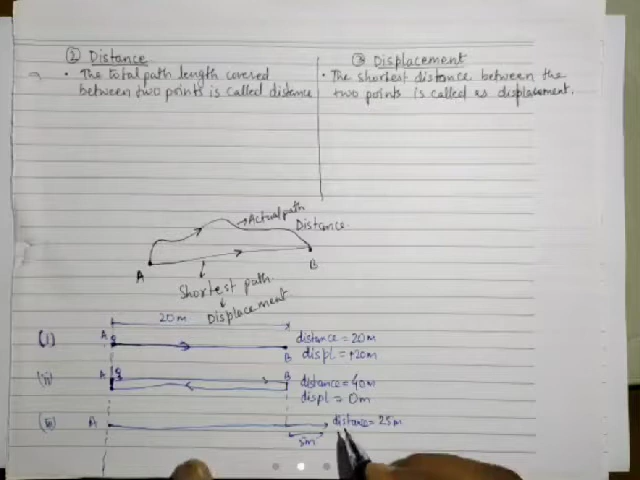 ② Distance
• The total path length covered
between two points is called distance
③ Displacement
• The shortest distance between the
two points is called as displacement.
Actual path
Distance
A
B
Shortest path
Displacement
20m
(i) A B distance = 20m
displ = +20m
(ii) A B distance = 40m
displ = 0m
(iii) A distance = 25m
5m